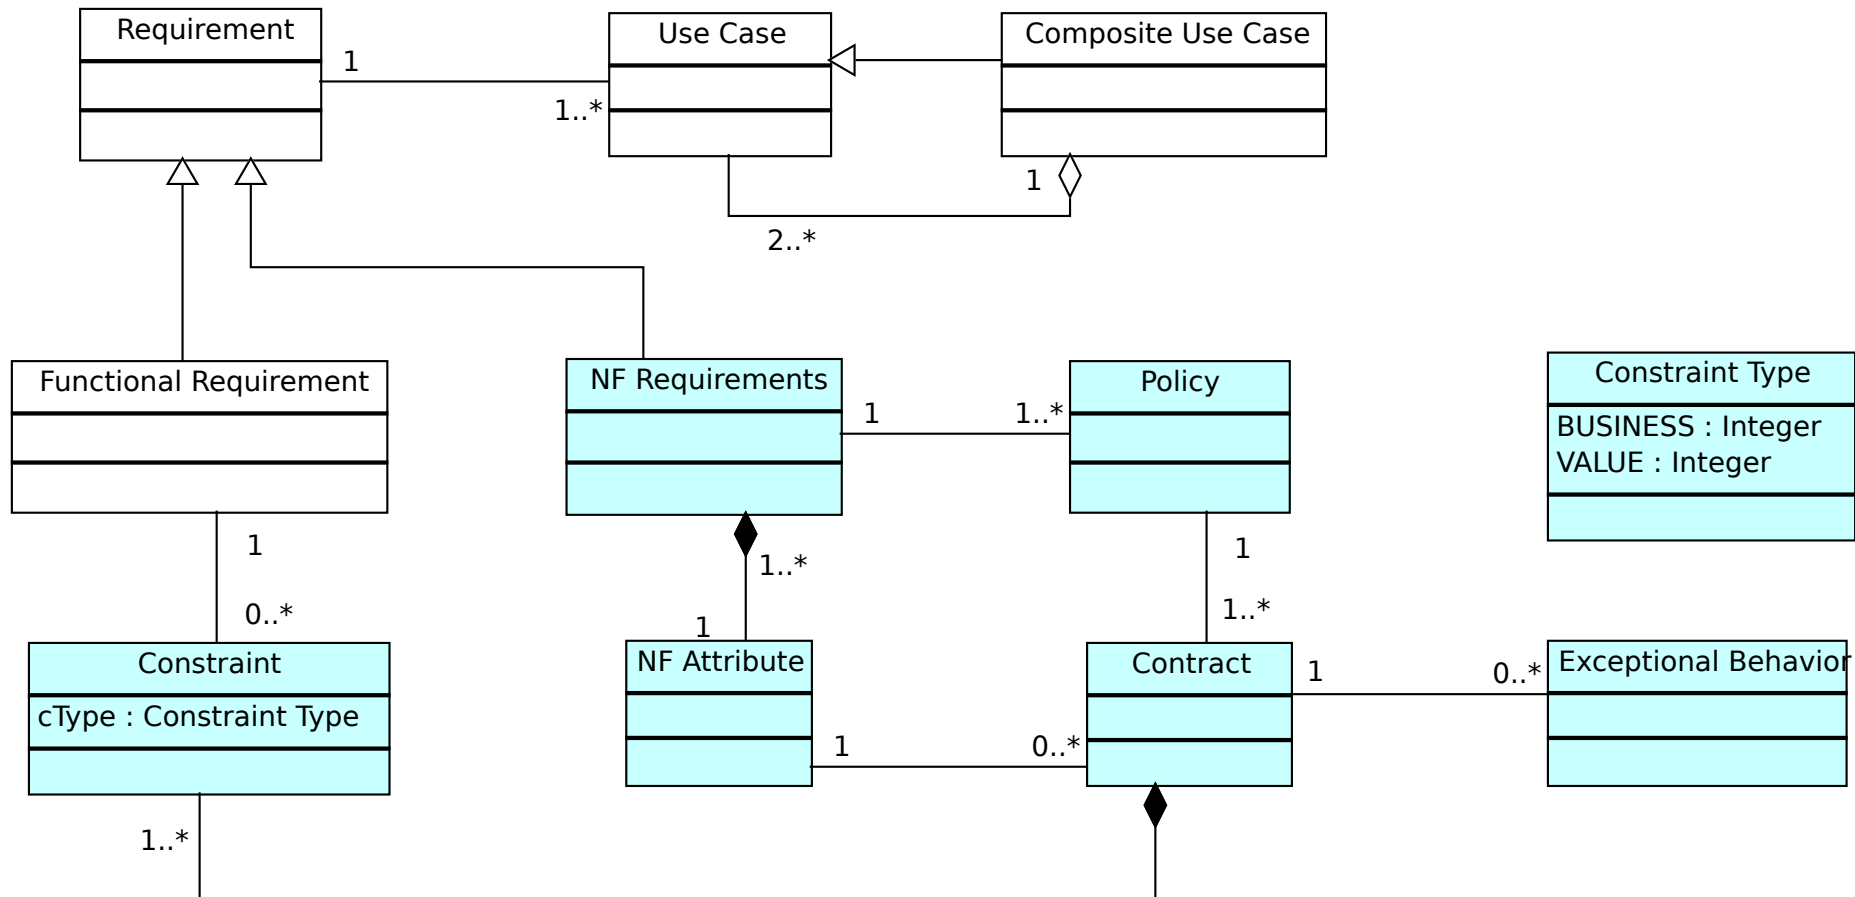 Requirement
Use Case
Composite Use Case
1
1..*
1
2..*
Functional Requirement
NF Requirements
Policy
Constraint Type
BUSINESS : Integer
VALUE : Integer
1
1..*
1
0..*
1..*
1
1
1..*
Constraint
cType : Constraint Type
NF Attribute
Contract
Exceptional Behavior
1
0..*
1
0..*
1..*